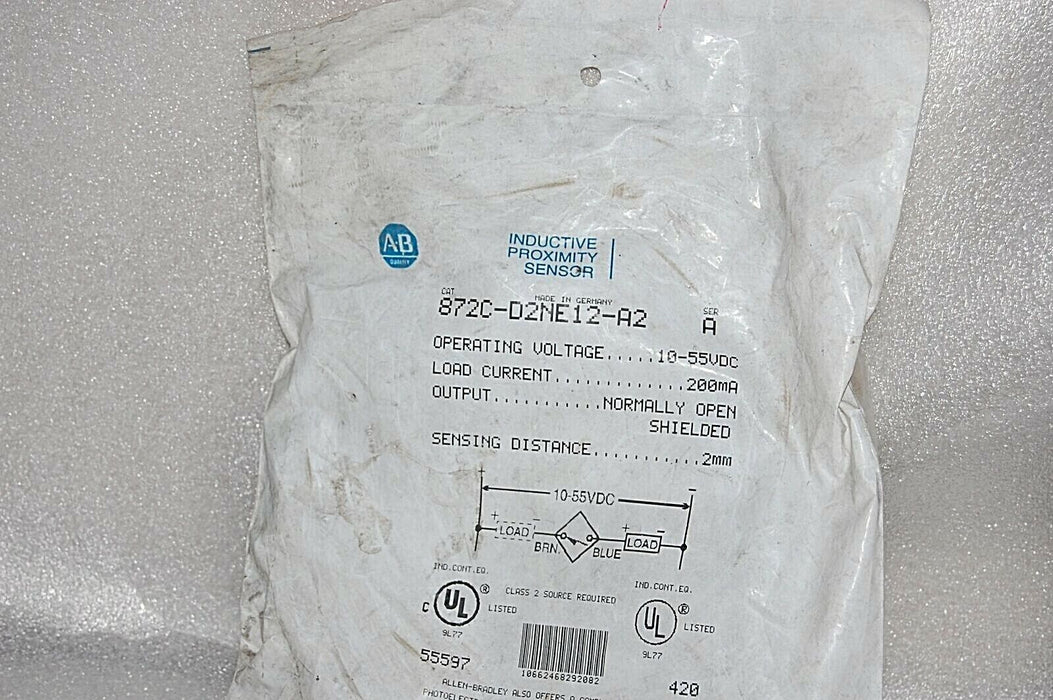 A-B
QUALITY
INDUCTIVE
PROXIMITY
SENSOR
CAT
MADE IN GERMANY
872C-D2NE12-A2
SER
A
OPERATING VOLTAGE.....10-55VDC
LOAD CURRENT.............200mA
OUTPUT...........NORMALLY OPEN
SHIELDED
SENSING DISTANCE...........2mm
+ −
10-55VDC
+ − + −
LOAD LOAD
BRN. BLUE
IND.CONT.EQ. IND.CONT.EQ.
CLASS 2 SOURCE REQUIRED
C UL ® LISTED UL ® LISTED
9L77 9L77
55597
10662468292082
420
ALLEN-BRADLEY ALSO OFFERS A